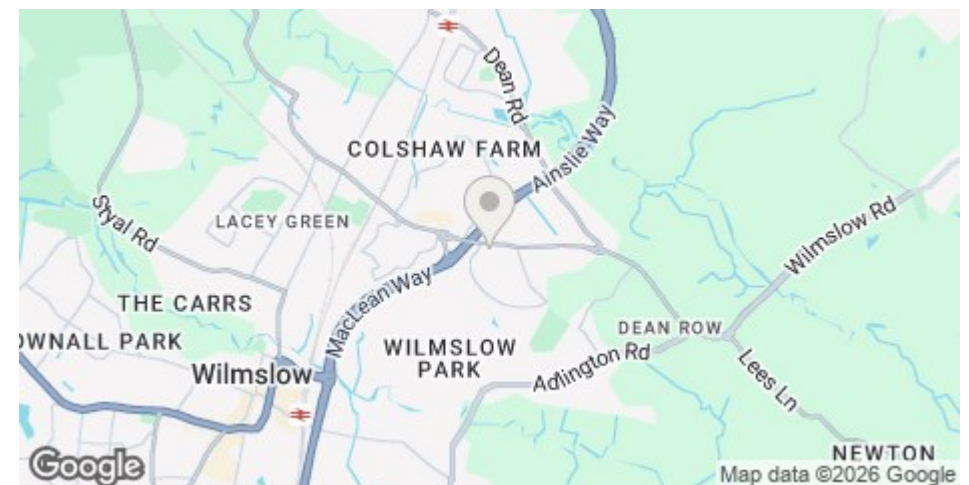 Dean Rd
COLSHAW FARM
Ainslie Way
LACEY GREEN
Styal Rd
Wilmslow Rd
MacLean Way
THE CARRS
DEAN ROW
OWNALL PARK
WILMSLOW
PARK
Adlington Rd
Wilmslow
Lees Ln
NEWTON
Google
Map data ©2026 Google